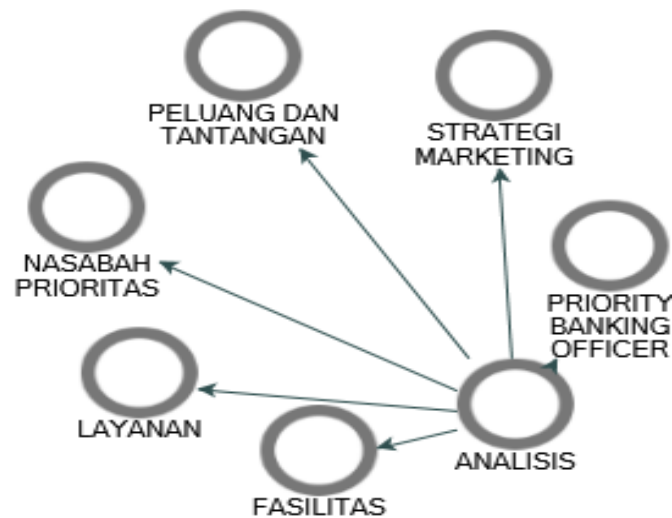 PELUANG DAN
TANTANGAN
STRATEGI
MARKETING
NASABAH
PRIORITAS
PRIORITY
BANKING
OFFICER
LAYANAN
FASILITAS
ANALISIS